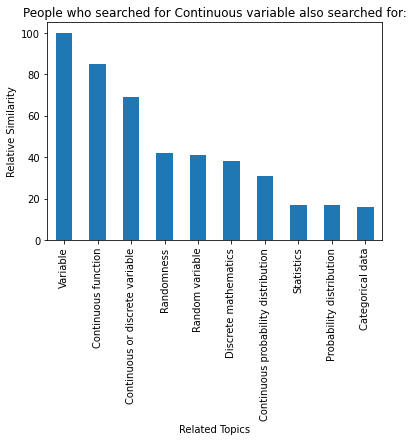 People who searched for Continuous variable also searched for:
Relative Similarity
100
80
60
40
20
0
Variable
Continuous function
Continuous or discrete variable
Randomness
Random variable
Discrete mathematics
Continuous probability distribution
Statistics
Probability distribution
Categorical data
Related Topics